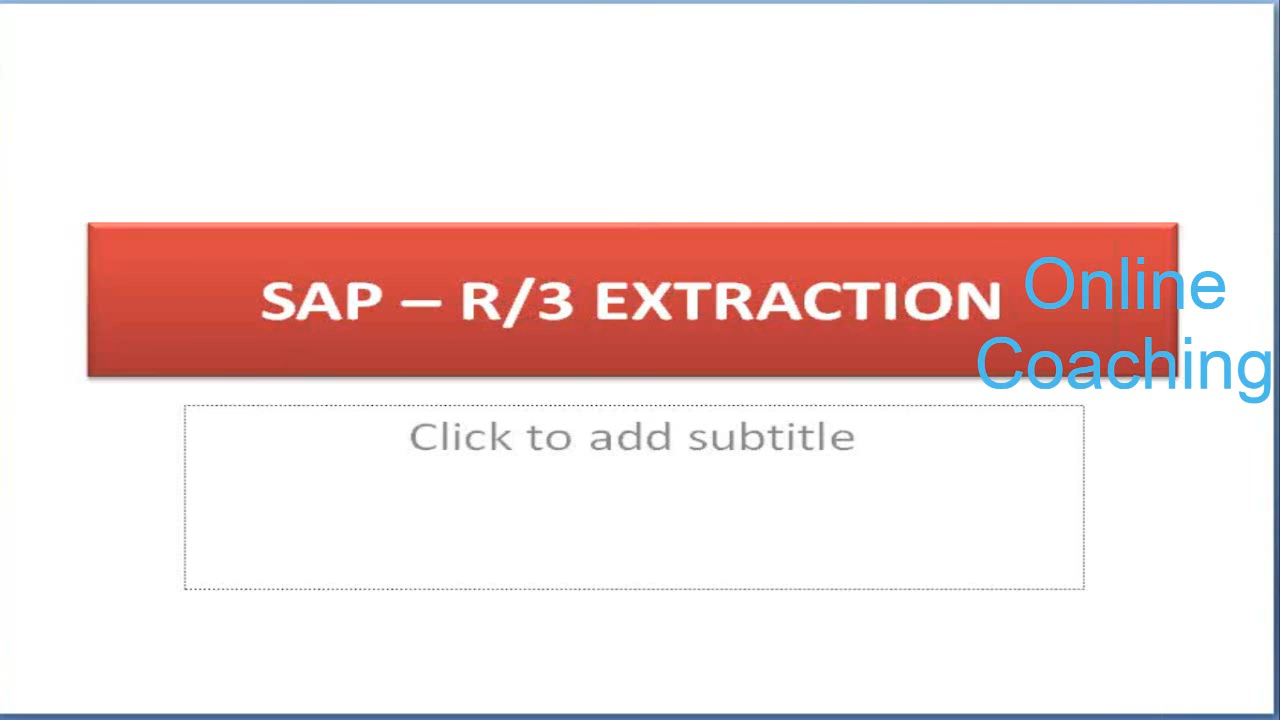 SAP – R/3 EXTRACTION
Online
Coaching
Click to add subtitle